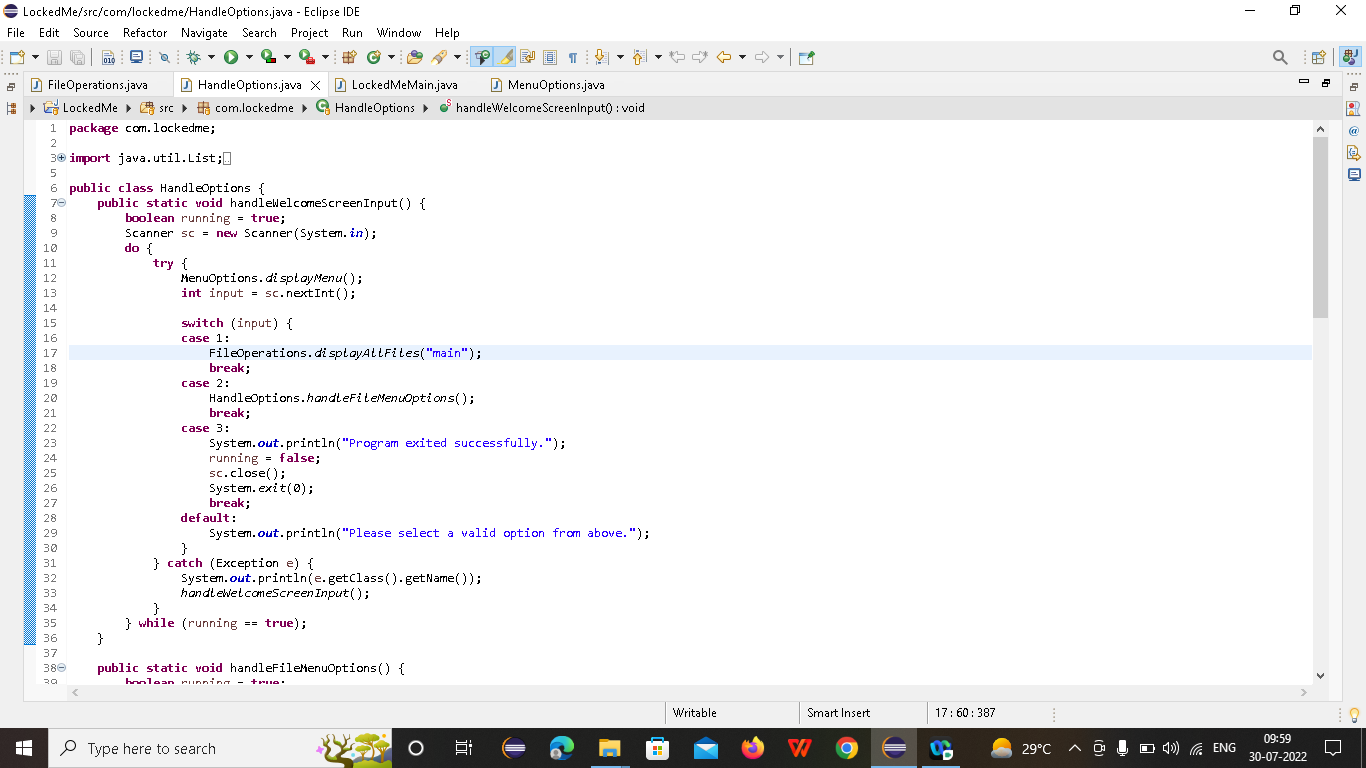 LockedMe/src/com/lockedme/HandleOptions.java - Eclipse IDE
File Edit Source Refactor Navigate Search Project Run Window Help
FileOperations.java HandleOptions.java LockedMeMain.java MenuOptions.java
LockedMe src com.lockedme HandleOptions handleWelcomeScreenInput() : void
1 package com.lockedme;
2
3 import java.util.List;
5
6 public class HandleOptions {
7 public static void handleWelcomeScreenInput() {
8 boolean running = true;
9 Scanner sc = new Scanner(System.in);
10 do {
11 try {
12 MenuOptions.displayMenu();
13 int input = sc.nextInt();
14
15 switch (input) {
16 case 1:
17 FileOperations.displayAllFiles("main");
18 break;
19 case 2:
20 HandleOptions.handleFileMenuOptions();
21 break;
22 case 3:
23 System.out.println("Program exited successfully.");
24 running = false;
25 sc.close();
26 System.exit(0);
27 break;
28 default:
29 System.out.println("Please select a valid option from above.");
30 }
31 } catch (Exception e) {
32 System.out.println(e.getClass().getName());
33 handleWelcomeScreenInput();
34 }
35 } while (running == true);
36 }
37
38 public static void handleFileMenuOptions() {
39 boolean running = true;
Writable Smart Insert 17 : 60 : 387
Type here to search 29°C ENG 09:59
30-07-2022